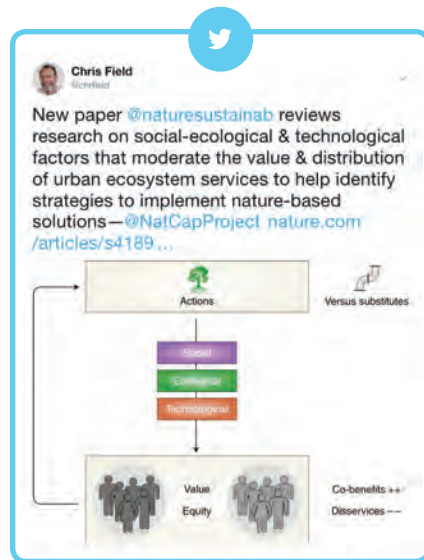 Chris Field
New paper @naturesustainab reviews
research on social-ecological & technological
factors that moderate the value & distribution
of urban ecosystem services to help identify
strategies to implement nature-based
solutions—@NatCapProject nature.com
/articles/s4189...
Actions
Versus substitutes
Social
Ecological
Technological
Value
Co-benefits ++
Equity
Disservices −−